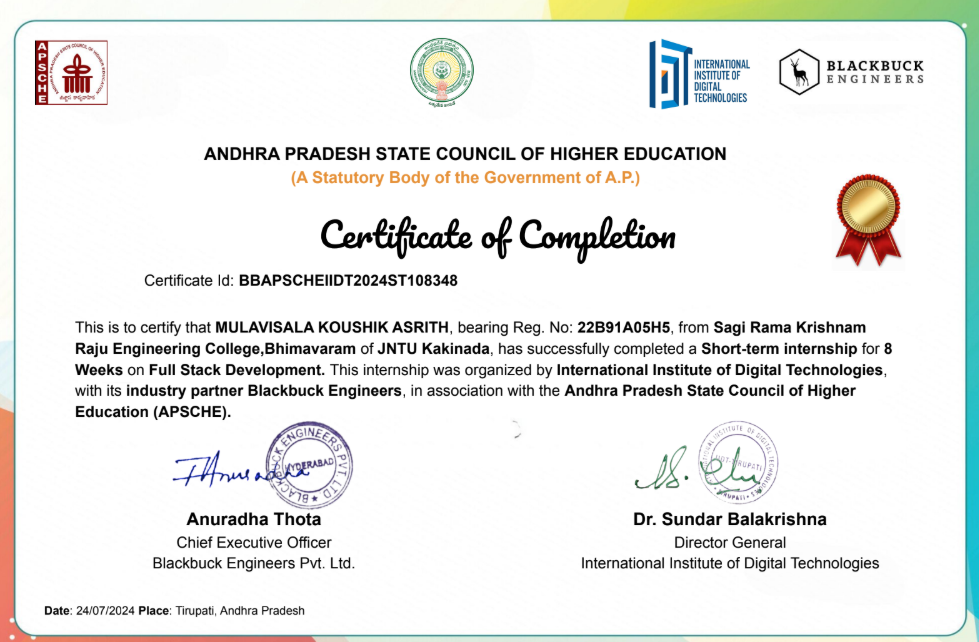 APSCHE
INTERNATIONAL
INSTITUTE OF
DIGITAL
TECHNOLOGIES
BLACKBUCK
ENGINEERS
ANDHRA PRADESH STATE COUNCIL OF HIGHER EDUCATION
(A Statutory Body of the Government of A.P.)
Certificate of Completion
Certificate Id: BBAPSCHEIIDT2024ST108348
This is to certify that MULAVISALA KOUSHIK ASRITH, bearing Reg. No: 22B91A05H5, from Sagi Rama Krishnam
Raju Engineering College,Bhimavaram of JNTU Kakinada, has successfully completed a Short-term internship for 8
Weeks on Full Stack Development. This internship was organized by International Institute of Digital Technologies,
with its industry partner Blackbuck Engineers, in association with the Andhra Pradesh State Council of Higher
Education (APSCHE).
BLACKBUCK ENGINEERS PVT. LTD
HYDERABAD
Anuradha Thota
Chief Executive Officer
Blackbuck Engineers Pvt. Ltd.
Dr. Sundar Balakrishna
Director General
International Institute of Digital Technologies
Date: 24/07/2024 Place: Tirupati, Andhra Pradesh